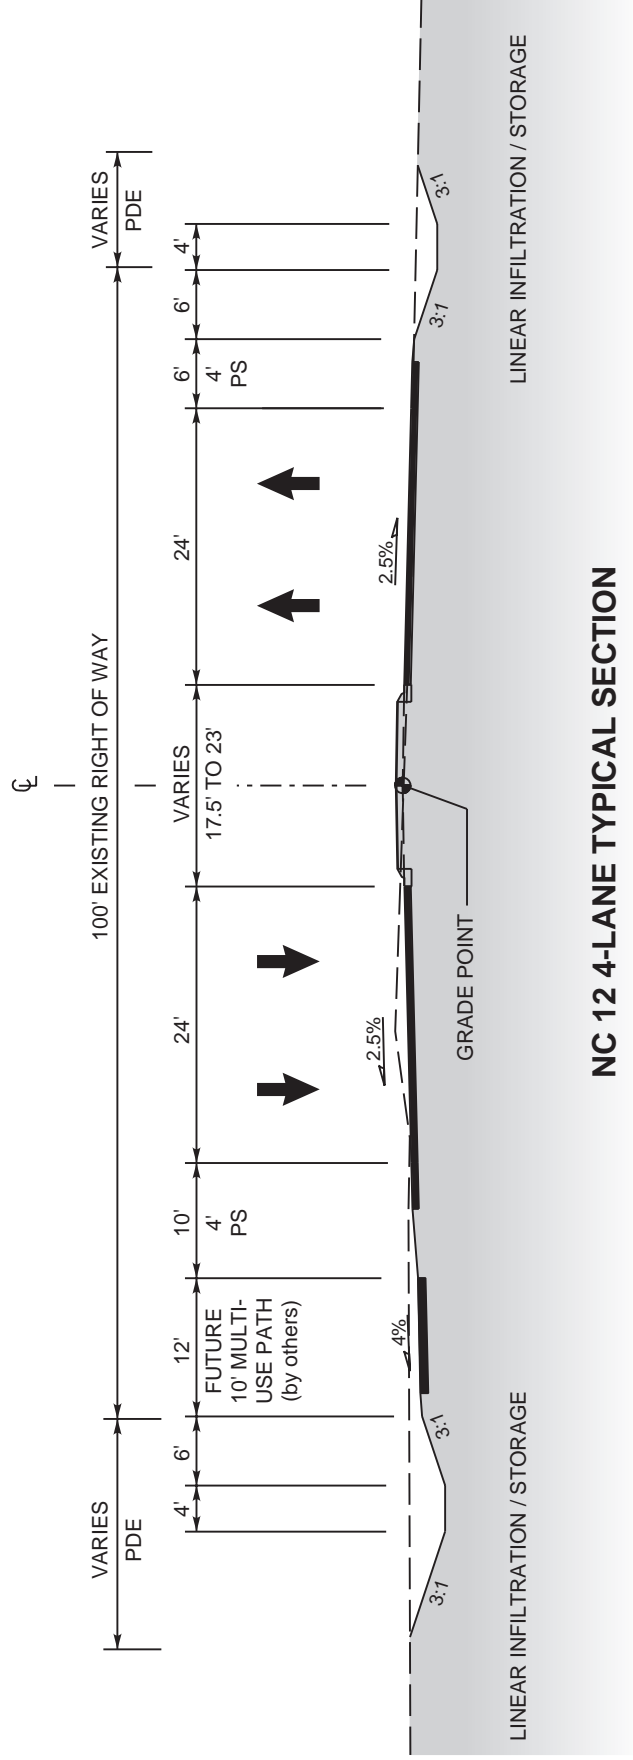 ℄
VARIES
PDE
100' EXISTING RIGHT OF WAY
VARIES
PDE
4'
6'
12'
FUTURE
10' MULTI-
USE PATH
(by others)
10'
4'
PS
24'
VARIES
17.5' TO 23'
24'
6'
4'
PS
6'
4'
3:1
3:1
4%
2.5%
2.5%
3:1
3:1
GRADE POINT
LINEAR INFILTRATION / STORAGE
LINEAR INFILTRATION / STORAGE
NC 12 4-LANE TYPICAL SECTION